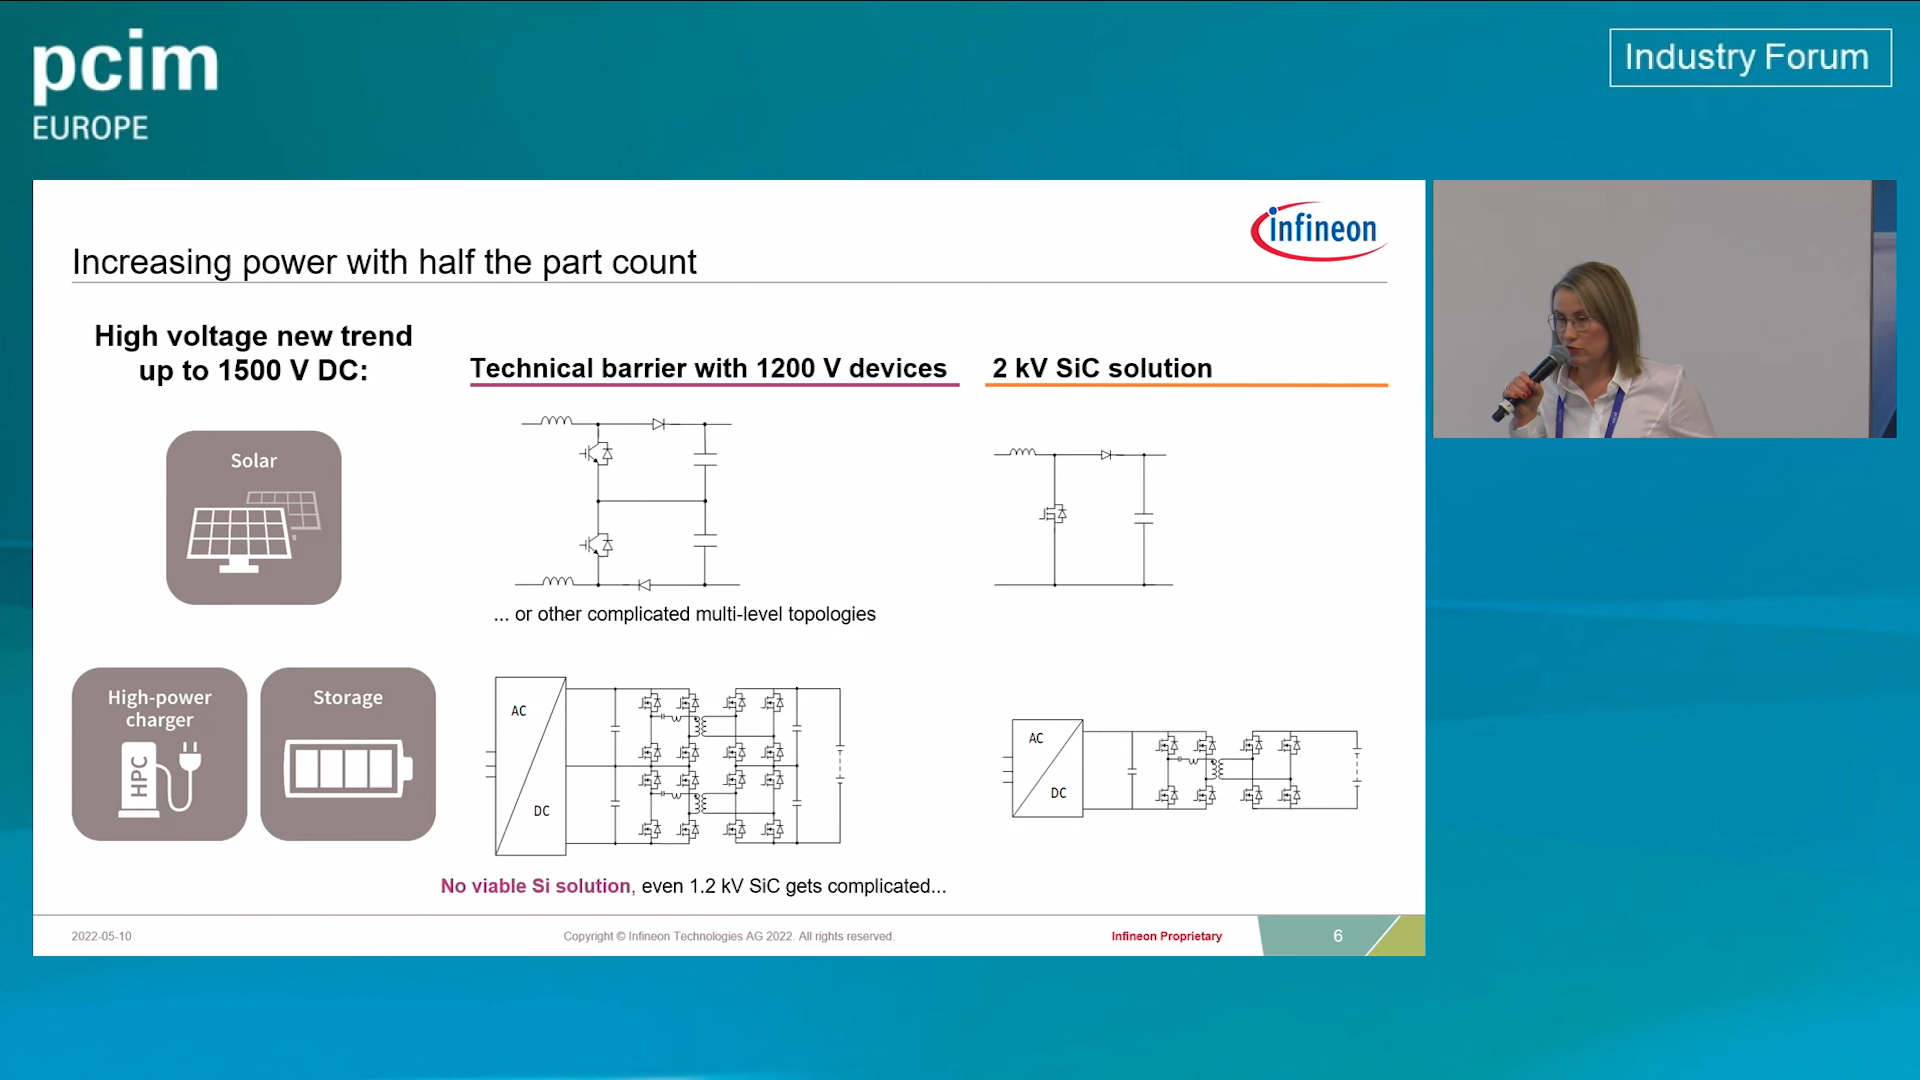 pcim
EUROPE
Industry Forum
infineon
Increasing power with half the part count
High voltage new trend
up to 1500 V DC:
Technical barrier with 1200 V devices
2 kV SiC solution
Solar
... or other complicated multi-level topologies
High-power
charger
HPC
Storage
AC
DC
AC
DC
No viable Si solution, even 1.2 kV SiC gets complicated...
2022-05-10
Copyright © Infineon Technologies AG 2022. All rights reserved.
Infineon Proprietary
6